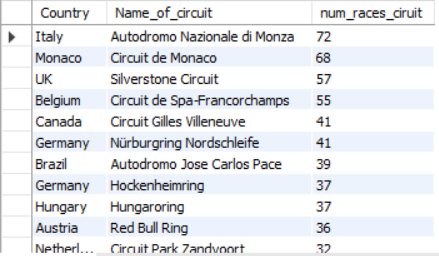 Country Name_of_circuit num_races_ciruit
Italy Autodromo Nazionale di Monza 72
Monaco Circuit de Monaco 68
UK Silverstone Circuit 57
Belgium Circuit de Spa-Francorchamps 55
Canada Circuit Gilles Villeneuve 41
Germany Nürburgring Nordschleife 41
Brazil Autodromo Jose Carlos Pace 39
Germany Hockenheimring 37
Hungary Hungaroring 37
Austria Red Bull Ring 36
Netherl... Circuit Park Zandvoort 32